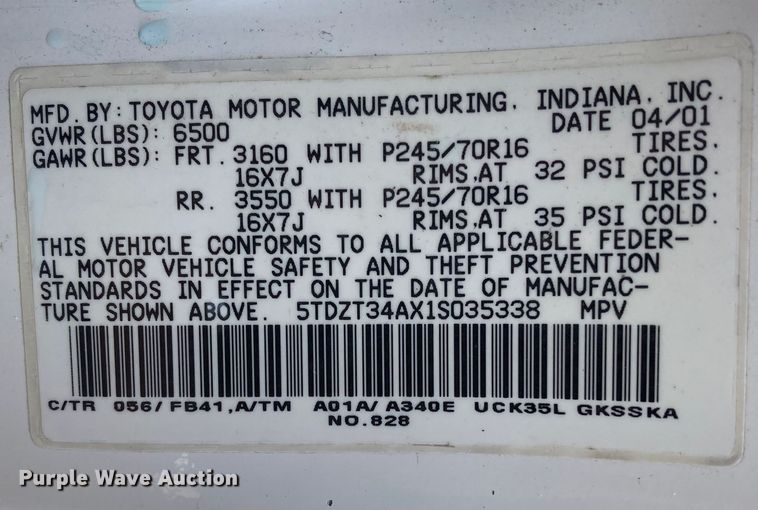 MFD. BY: TOYOTA MOTOR MANUFACTURING, INDIANA, INC.
GVWR(LBS): 6500 DATE 04/01
GAWR(LBS): FRT. 3160 WITH P245/70R16 TIRES.
16X7J RIMS,AT 32 PSI COLD.
RR. 3550 WITH P245/70R16 TIRES.
16X7J RIMS,AT 35 PSI COLD.
THIS VEHICLE CONFORMS TO ALL APPLICABLE FEDER-
AL MOTOR VEHICLE SAFETY AND THEFT PREVENTION
STANDARDS IN EFFECT ON THE DATE OF MANUFAC-
TURE SHOWN ABOVE. 5TDZT34AX1S035338 MPV
C/TR 056/FB41,A/TM A01A/A340E UCK35L GKSSKA
NO.828
Purple Wave Auction